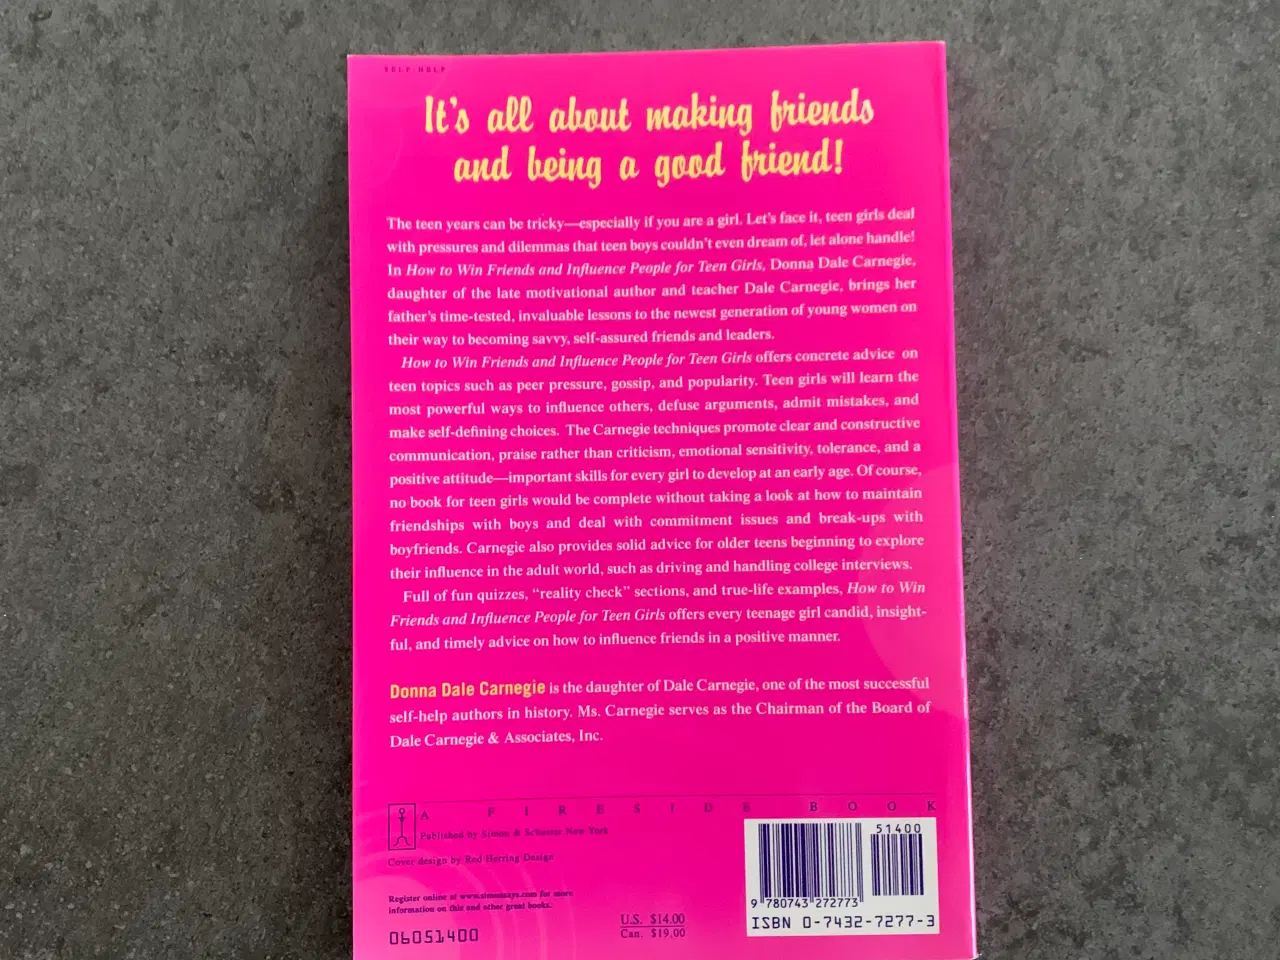 SELF-HELP
It's all about making friends
and being a good friend!
The teen years can be tricky—especially if you are a girl. Let's face it, teen girls deal
with pressures and dilemmas that teen boys couldn't even dream of, let alone handle!
In How to Win Friends and Influence People for Teen Girls, Donna Dale Carnegie,
daughter of the late motivational author and teacher Dale Carnegie, brings her
father's time-tested, invaluable lessons to the newest generation of young women on
their way to becoming savvy, self-assured friends and leaders.
How to Win Friends and Influence People for Teen Girls offers concrete advice on
teen topics such as peer pressure, gossip, and popularity. Teen girls will learn the
most powerful ways to influence others, defuse arguments, admit mistakes, and
make self-defining choices. The Carnegie techniques promote clear and constructive
communication, praise rather than criticism, emotional sensitivity, tolerance, and a
positive attitude—important skills for every girl to develop at an early age. Of course,
no book for teen girls would be complete without taking a look at how to maintain
friendships with boys and deal with commitment issues and break-ups with
boyfriends. Carnegie also provides solid advice for older teens beginning to explore
their influence in the adult world, such as driving and handling college interviews.
Full of fun quizzes, "reality check" sections, and true-life examples, How to Win
Friends and Influence People for Teen Girls offers every teenage girl candid, insight-
ful, and timely advice on how to influence friends in a positive manner.
Donna Dale Carnegie is the daughter of Dale Carnegie, one of the most successful
self-help authors in history. Ms. Carnegie serves as the Chairman of the Board of
Dale Carnegie & Associates, Inc.
A FIRESIDE BOOK
Published by Simon & Schuster New York
Cover design by Red Herring Design
Register online at www.simonsays.com for more
information on this and other great books.
06051400
U.S. $14.00
Can. $19.00
51400
9 780743 272773
ISBN 0-7432-7277-3